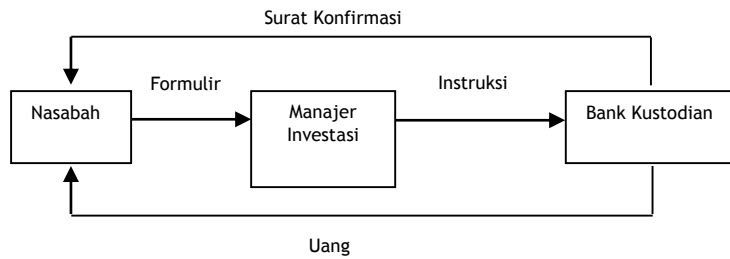 Surat Konfirmasi
Formulir
Instruksi
Nasabah
Manajer
Investasi
Bank Kustodian
Uang